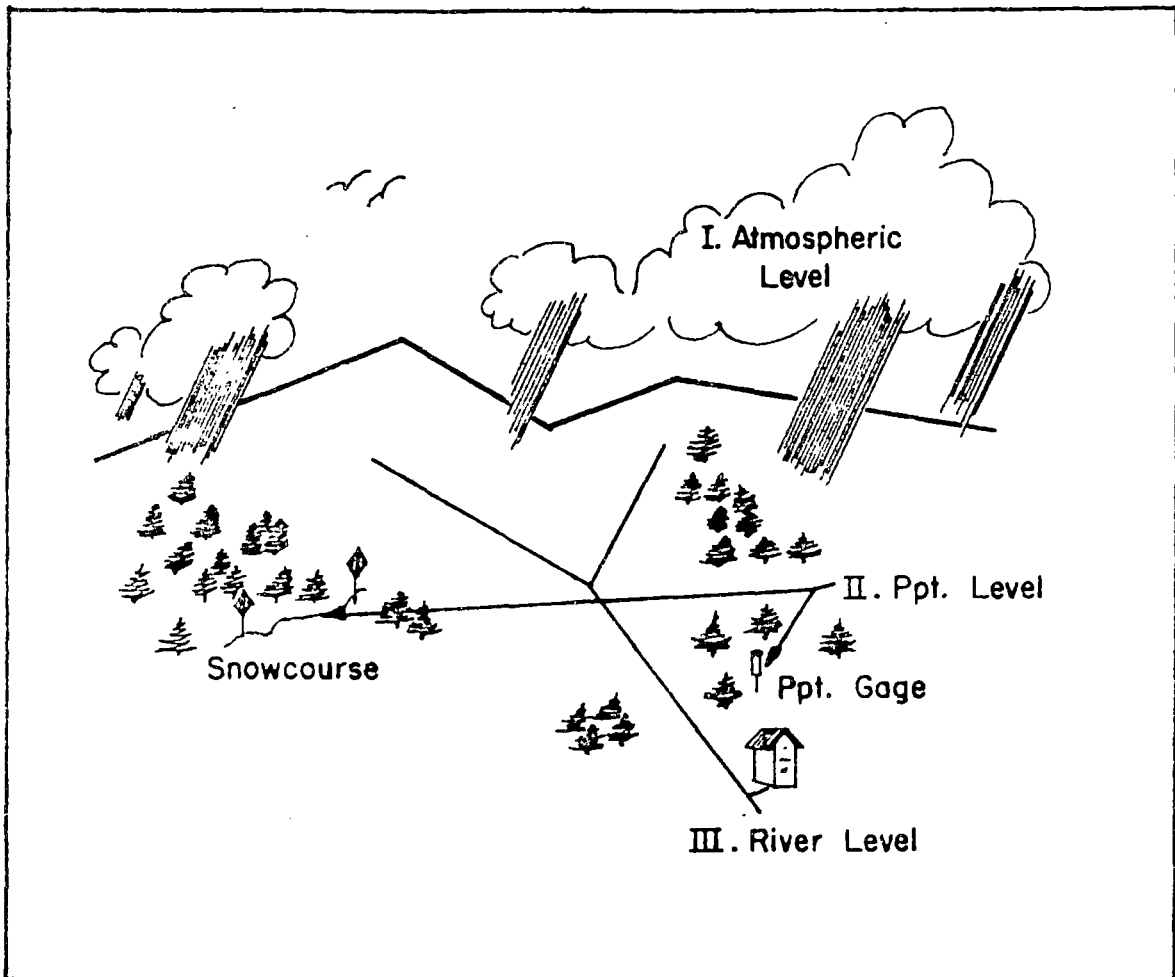 I. Atmospheric
Level
II. Ppt. Level
Snowcourse
Ppt. Gage
III. River Level